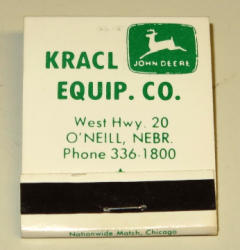 KRACL
JOHN DEERE
EQUIP. CO.
West Hwy. 20
O'NEILL, NEBR.
Phone 336-1800
Nationwide Match, Chicago